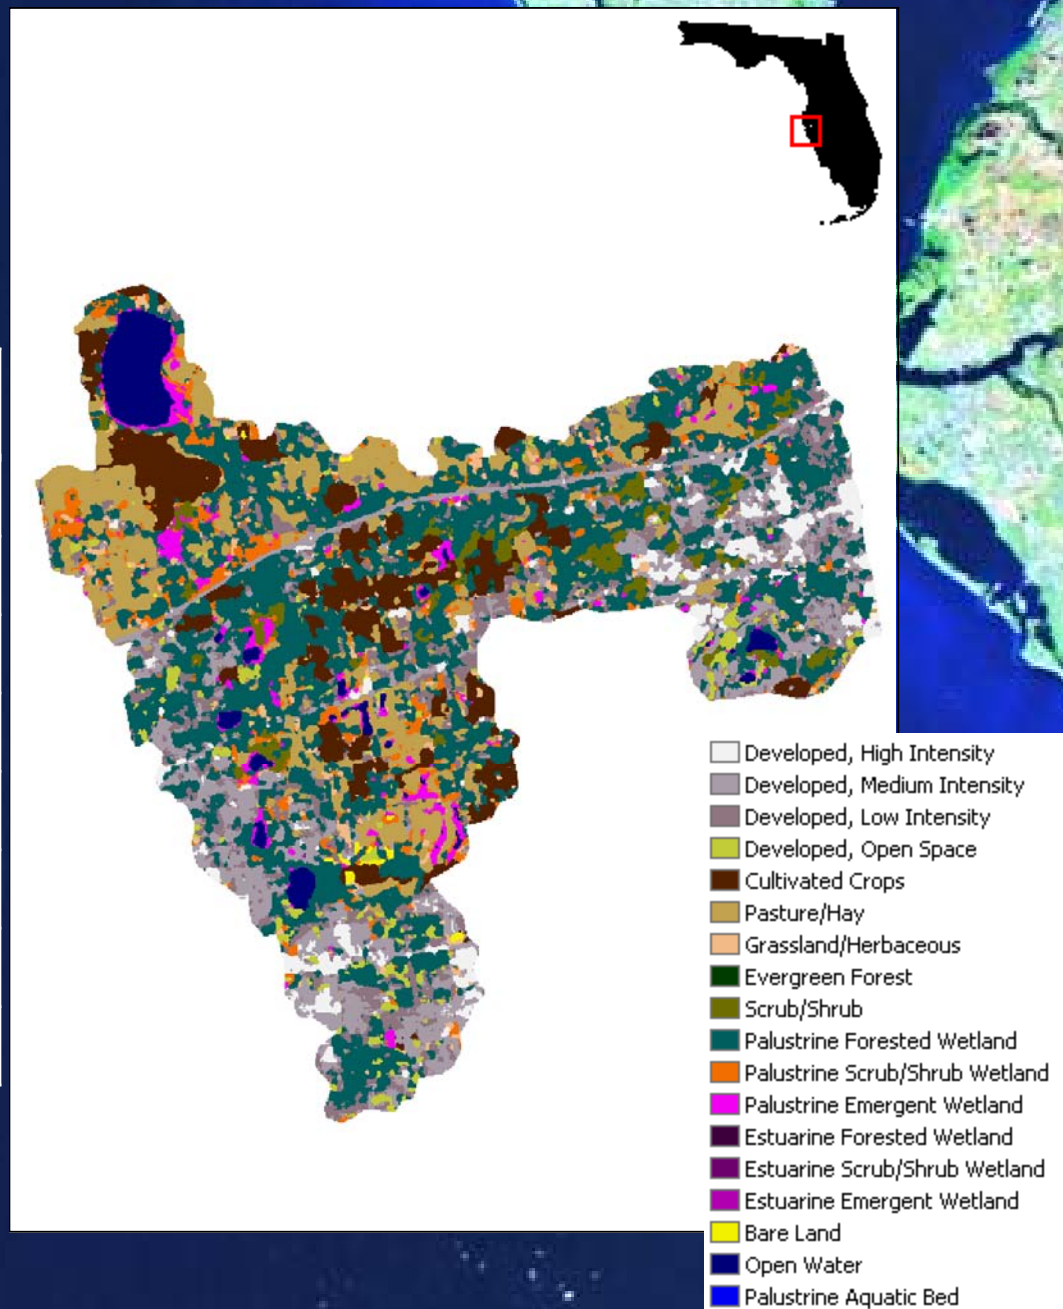 Developed, High Intensity
Developed, Medium Intensity
Developed, Low Intensity
Developed, Open Space
Cultivated Crops
Pasture/Hay
Grassland/Herbaceous
Evergreen Forest
Scrub/Shrub
Palustrine Forested Wetland
Palustrine Scrub/Shrub Wetland
Palustrine Emergent Wetland
Estuarine Forested Wetland
Estuarine Scrub/Shrub Wetland
Estuarine Emergent Wetland
Bare Land
Open Water
Palustrine Aquatic Bed